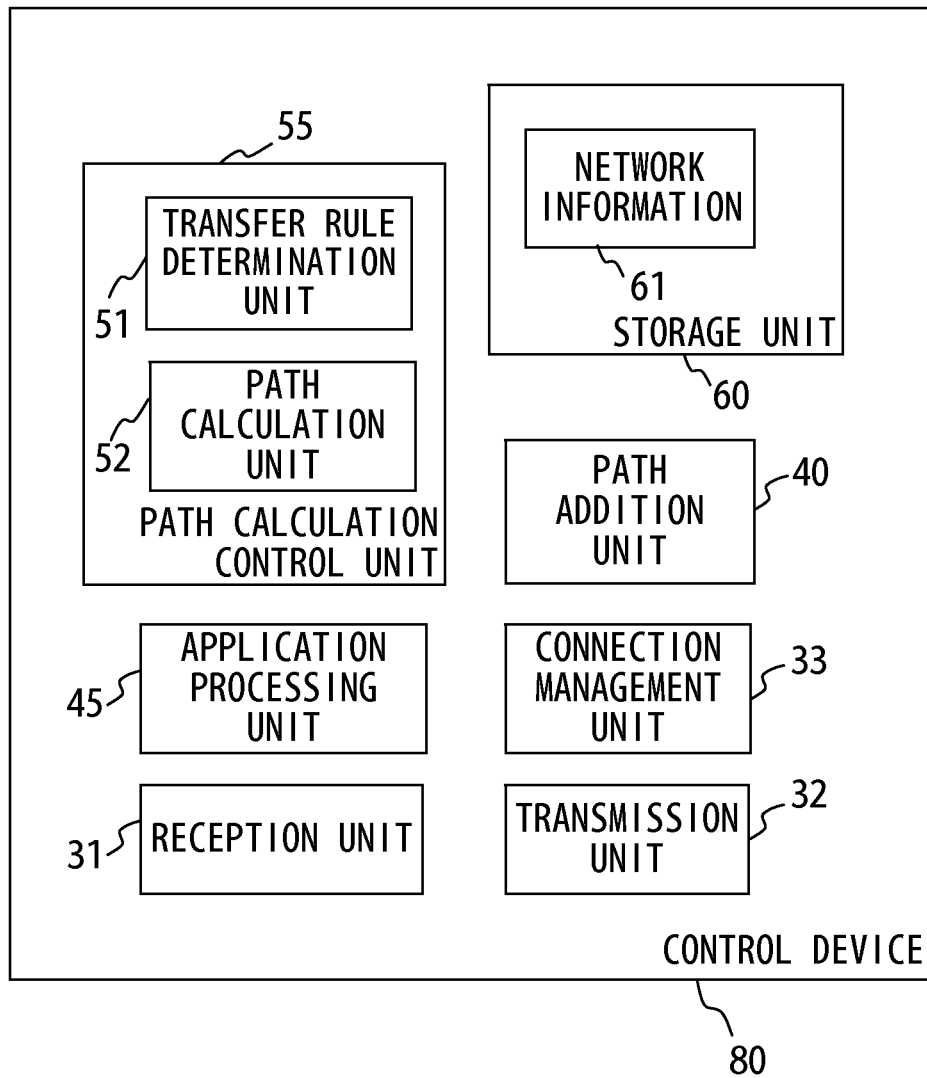 55
TRANSFER RULE
DETERMINATION
UNIT
51
PATH
CALCULATION
UNIT
52
PATH CALCULATION
CONTROL UNIT
NETWORK
INFORMATION
61
STORAGE UNIT
60
PATH
ADDITION
UNIT
40
APPLICATION
PROCESSING
UNIT
45
CONNECTION
MANAGEMENT
UNIT
33
RECEPTION UNIT
31
TRANSMISSION
UNIT
32
CONTROL DEVICE
80